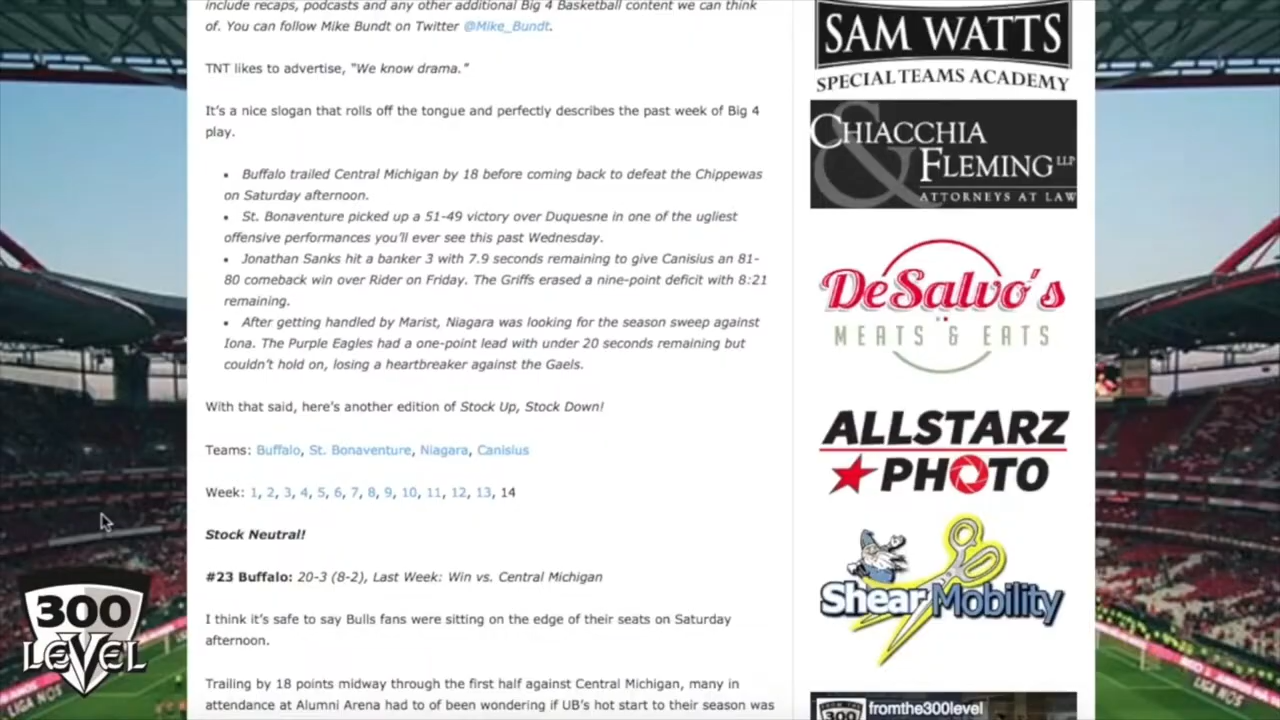 include recaps, podcasts and any other additional Big 4 Basketball content we can think
of. You can follow Mike Bundt on Twitter @Mike_Bundt.
TNT likes to advertise, "We know drama."
It's a nice slogan that rolls off the tongue and perfectly describes the past week of Big 4
play.
• Buffalo trailed Central Michigan by 18 before coming back to defeat the Chippewas
on Saturday afternoon.
• St. Bonaventure picked up a 51-49 victory over Duquesne in one of the ugliest
offensive performances you'll ever see this past Wednesday.
• Jonathan Sanks hit a banker 3 with 7.9 seconds remaining to give Canisius an 81-
80 comeback win over Rider on Friday. The Griffs erased a nine-point deficit with 8:21
remaining.
• After getting handled by Marist, Niagara was looking for the season sweep against
Iona. The Purple Eagles had a one-point lead with under 20 seconds remaining but
couldn't hold on, losing a heartbreaker against the Gaels.
With that said, here's another edition of Stock Up, Stock Down!
Teams: Buffalo, St. Bonaventure, Niagara, Canisius
Week: 1, 2, 3, 4, 5, 6, 7, 8, 9, 10, 11, 12, 13, 14
Stock Neutral!
#23 Buffalo: 20-3 (8-2), Last Week: Win vs. Central Michigan
I think it's safe to say Bulls fans were sitting on the edge of their seats on Saturday
afternoon.
Trailing by 18 points midway through the first half against Central Michigan, many in
attendance at Alumni Arena had to of been wondering if UB's hot start to their season was
SAM WATTS
SPECIAL TEAMS ACADEMY
CHIACCHIA
& FLEMING LLP
ATTORNEYS AT LAW
DeSalvo's
MEATS & EATS
ALLSTARZ
PHOTO
Shear Mobility
fromthe300level
300
LEVEL
LIGA NOS
LIGA NOS